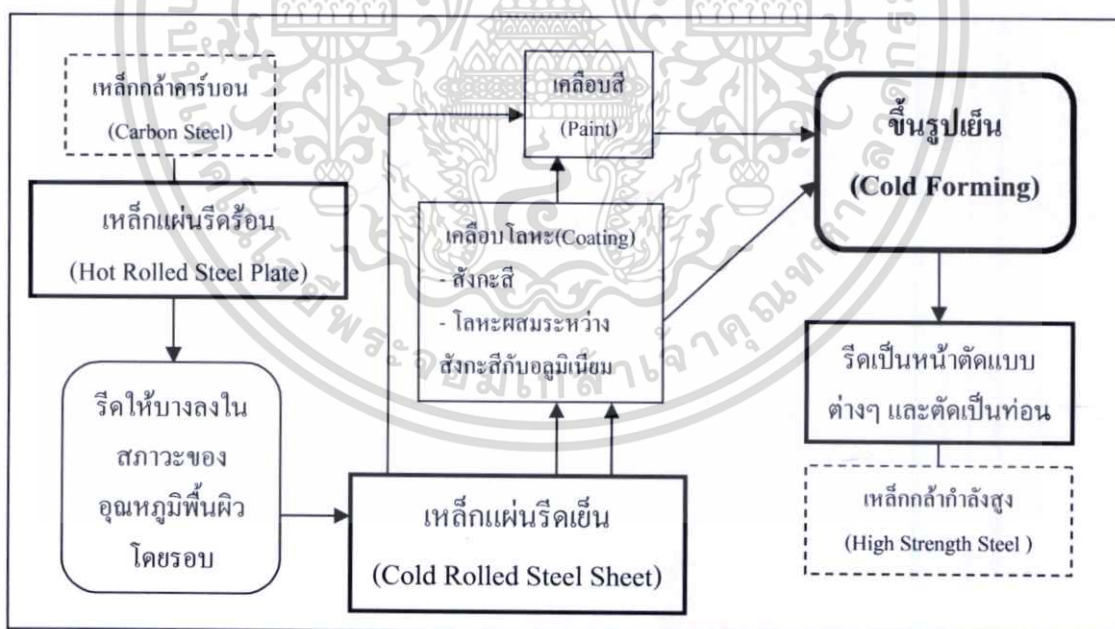 เหล็กกล้าคาร์บอน
(Carbon Steel)
เหล็กแผ่นรีดร้อน
(Hot Rolled Steel Plate)
รีดให้บางลงใน
สภาวะของ
อุณหภูมิพื้นผิว
โดยรอบ
เหล็กแผ่นรีดเย็น
(Cold Rolled Steel Sheet)
เคลือบโลหะ(Coating)
- สังกะสี
- โลหะผสมระหว่าง
สังกะสีกับอลูมิเนียม
เคลือบสี
(Paint)
ขึ้นรูปเย็น
(Cold Forming)
รีดเป็นหน้าตัดแบบ
ต่างๆ และตัดเป็นท่อน
เหล็กกล้ากำลังสูง
(High Strength Steel )